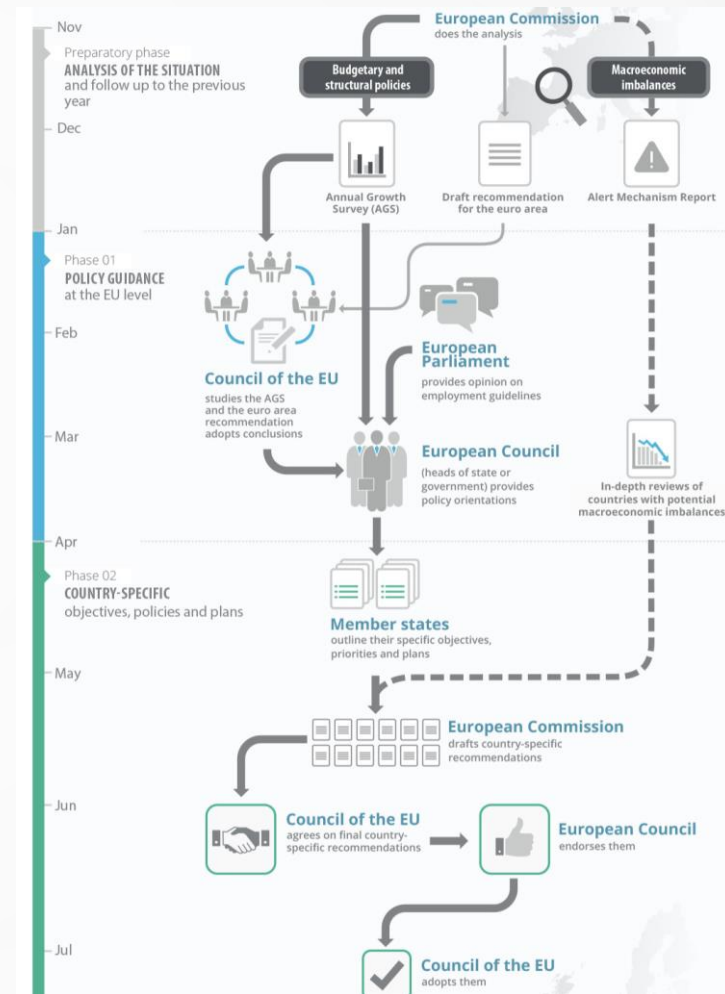 Nov
Preparatory phase
ANALYSIS OF THE SITUATION
and follow up to the previous
year
Dec
European Commission
does the analysis
Budgetary and
structural policies
Macroeconomic
imbalances
Annual Growth
Survey (AGS)
Draft recommendation
for the euro area
Alert Mechanism Report
Jan
Phase 01
POLICY GUIDANCE
at the EU level
Feb
Council of the EU
studies the AGS
and the euro area
recommendation
adopts conclusions
European
Parliament
provides opinion on
employment guidelines
Mar
European Council
(heads of state or
government) provides
policy orientations
In-depth reviews of
countries with potential
macroeconomic imbalances
Apr
Phase 02
COUNTRY-SPECIFIC
objectives, policies and plans
Member states
outline their specific objectives,
priorities and plans
May
European Commission
drafts country-specific
recommendations
Jun
Council of the EU
agrees on final country-
specific recommendations
European Council
endorses them
Jul
Council of the EU
adopts them